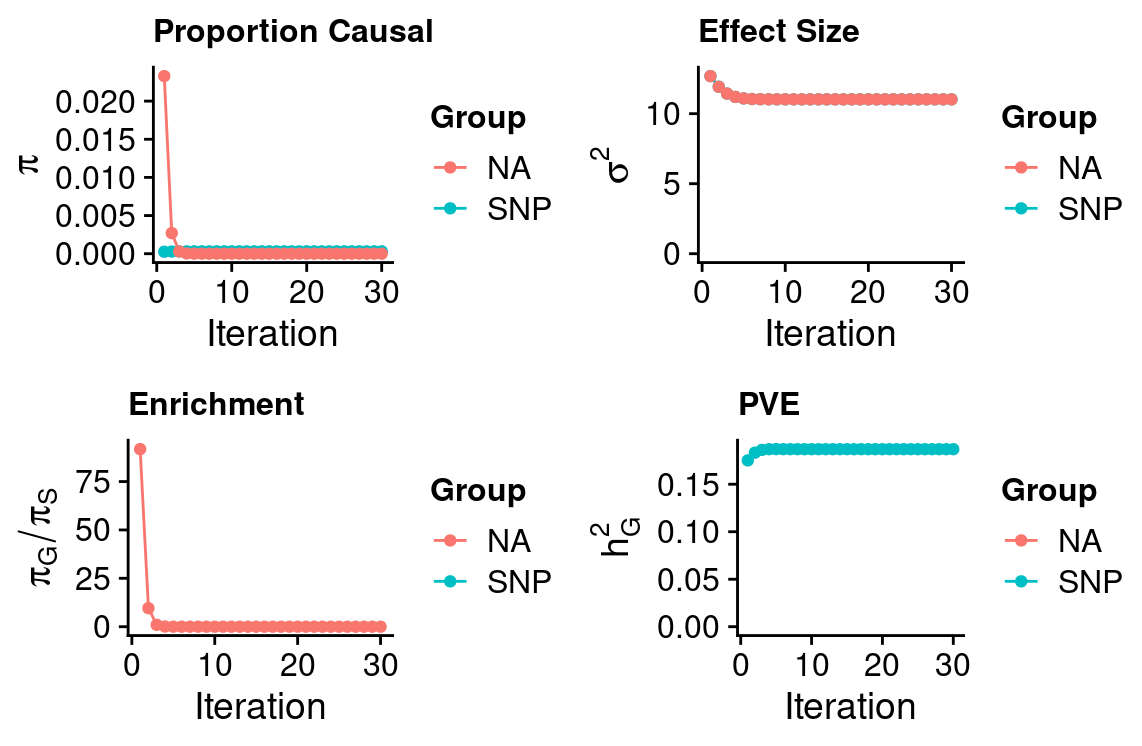 Proportion Causal
π
0.020
0.015
0.010
0.005
0.000
0
10
20
30
Iteration
Group
NA
SNP
Effect Size
σ²
10
5
0
0
10
20
30
Iteration
Group
NA
SNP
Enrichment
π_G/π_S
75
50
25
0
0
10
20
30
Iteration
Group
NA
SNP
PVE
h²_G
0.15
0.10
0.05
0.00
0
10
20
30
Iteration
Group
NA
SNP